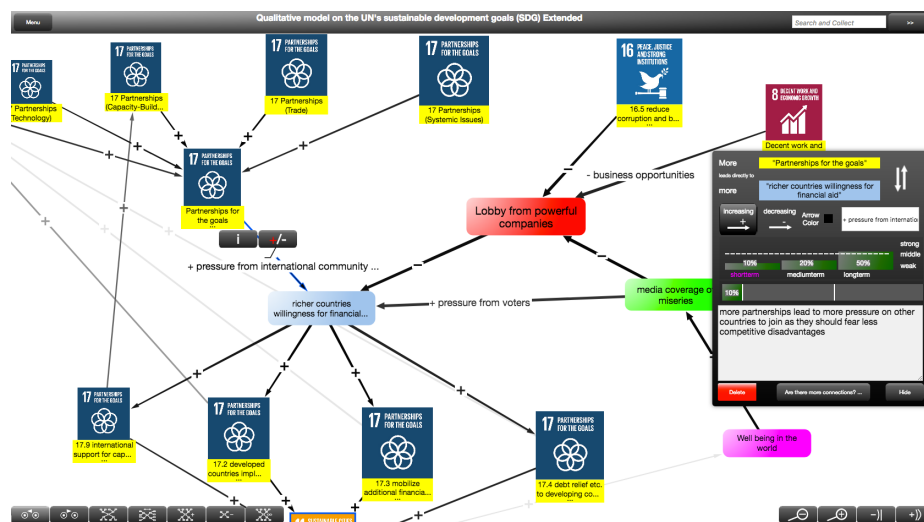 Menu
Qualitative model on the UN's sustainable development goals (SDG) Extended
Search and Collect
>>
17 PARTNERSHIPS
FOR THE GOALS
17 PARTNERSHIPS
FOR THE GOALS
17 PARTNERSHIPS
FOR THE GOALS
17 PARTNERSHIPS
FOR THE GOALS
16 PEACE, JUSTICE
AND STRONG
INSTITUTIONS
8 DECENT WORK AND
ECONOMIC GROWTH
7 Partnerships
(Technology)
17 Partnerships
(Capacity-Build...
17 Partnerships
(Trade)
17 Partnerships
(Systemic Issues)
16.5 reduce
corruption and b...
...
Decent work and
17 PARTNERSHIPS
FOR THE GOALS
Partnerships for
the goals
...
i
+/-
+ pressure from international community ...
- business opportunities
Lobby from powerful
companies
richer countries
willingness for financial...
+ pressure from voters
media coverage o
miseries
More
"Partnerships for the goals"
leads directly to
more
"richer countries willingness for
financial aid"
increasing
+
decreasing
-
Arrow
Color
+ pressure from internatio
strong
middle
weak
10%
20%
50%
shortterm
mediumterm
longterm
10%
more partnerships lead to more pressure on other
countries to join as they should fear less
competitive disadvantages
Delete
Are there more connections? ...
Hide
Well being in the
world
17 PARTNERSHIPS
FOR THE GOALS
17.9 international
support for cap...
...
17 PARTNERSHIPS
FOR THE GOALS
17.2 developed
countries impl...
...
17 PARTNERSHIPS
FOR THE GOALS
17.3 mobilize
additional financia...
...
17 PARTNERSHIPS
FOR THE GOALS
17.4 debt relief etc.
to developing co...
...
11 SUSTAINABLE CITIES